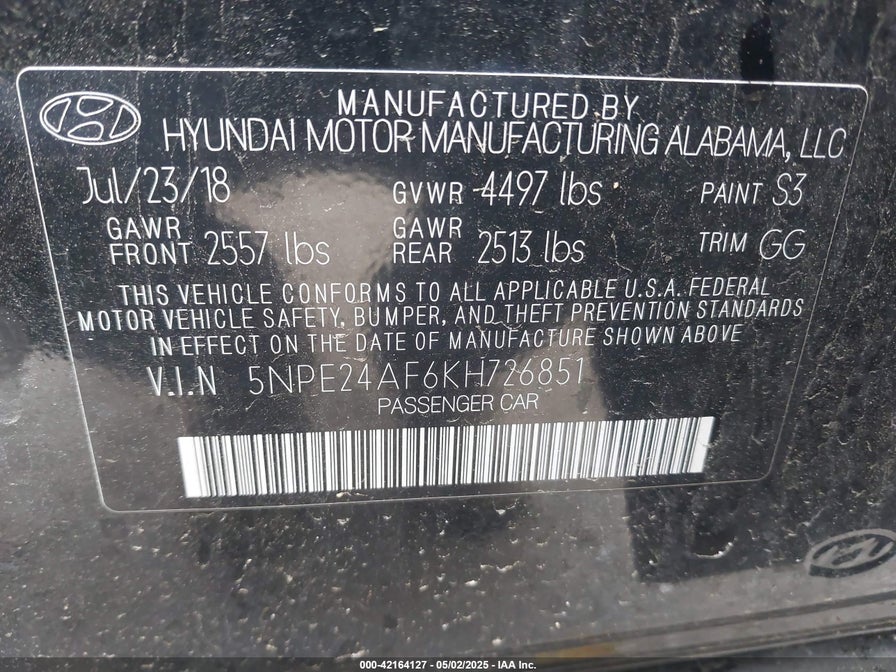 MANUFACTURED BY
HYUNDAI MOTOR MANUFACTURING ALABAMA, LLC
Jul/23/18 GVWR 4497 lbs PAINT S3
GAWR FRONT 2557 lbs GAWR REAR 2513 lbs TRIM GG
THIS VEHICLE CONFORMS TO ALL APPLICABLE U.S.A. FEDERAL
MOTOR VEHICLE SAFETY, BUMPER, AND THEFT PREVENTION STANDARDS
IN EFFECT ON THE DATE OF MANUFACTURE SHOWN ABOVE
V.I.N 5NPE24AF6KH726851
PASSENGER CAR
000-42164127 - 05/02/2025 - IAA Inc.